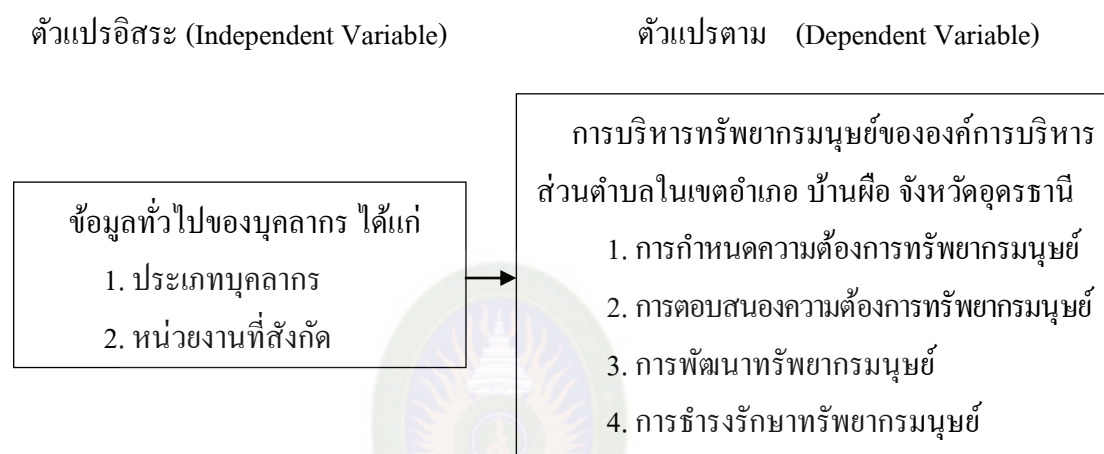 ตัวแปรอิสระ (Independent Variable)
ตัวแปรตาม (Dependent Variable)
ข้อมูลทั่วไปของบุคลากร ได้แก่
1. ประเภทบุคลากร
2. หน่วยงานที่สังกัด
การบริหารทรัพยากรมนุษย์ขององค์การบริหาร
ส่วนตำบลในเขตอำเภอ บ้านผือ จังหวัดอุดรธานี
1. การกำหนดความต้องการทรัพยากรมนุษย์
2. การตอบสนองความต้องการทรัพยากรมนุษย์
3. การพัฒนาทรัพยากรมนุษย์
4. การธำรงรักษาทรัพยากรมนุษย์